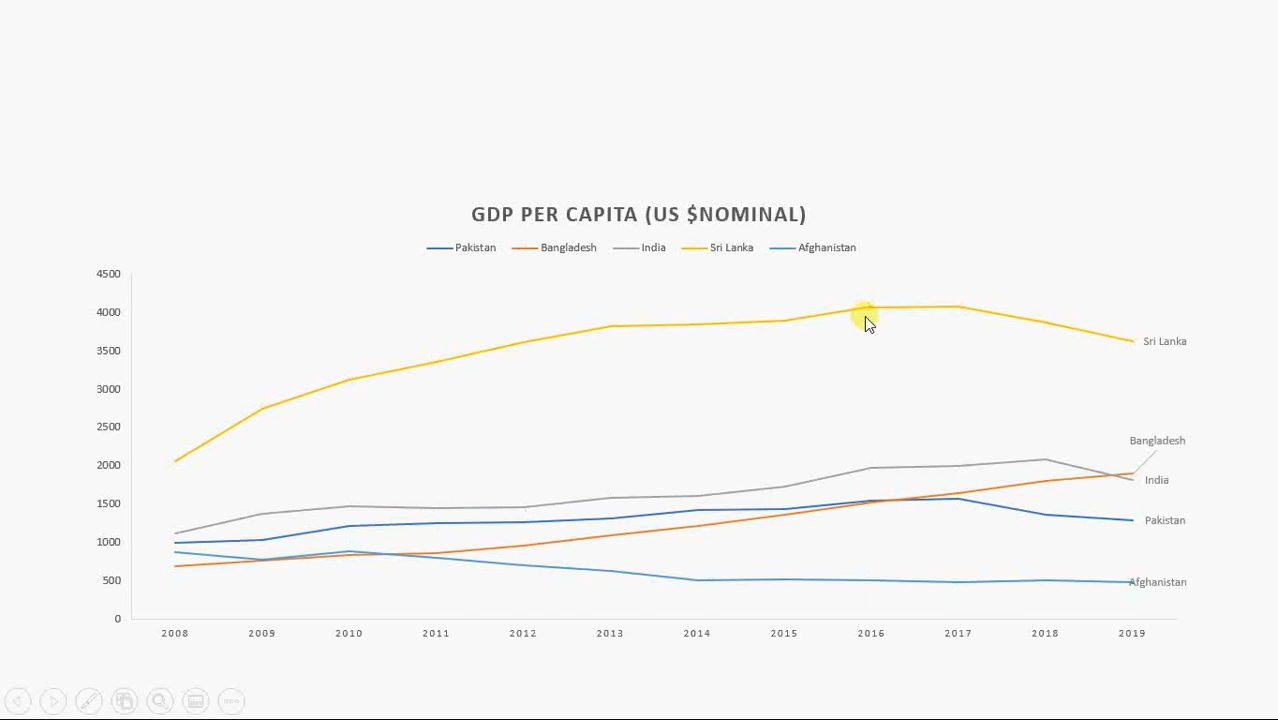 GDP PER CAPITA (US $NOMINAL)
Pakistan Bangladesh India Sri Lanka Afghanistan
4500
4000
3500
Sri Lanka
3000
2500
Bangladesh
2000
India
1500
Pakistan
1000
500
Afghanistan
0
2008 2009 2010 2011 2012 2013 2014 2015 2016 2017 2018 2019